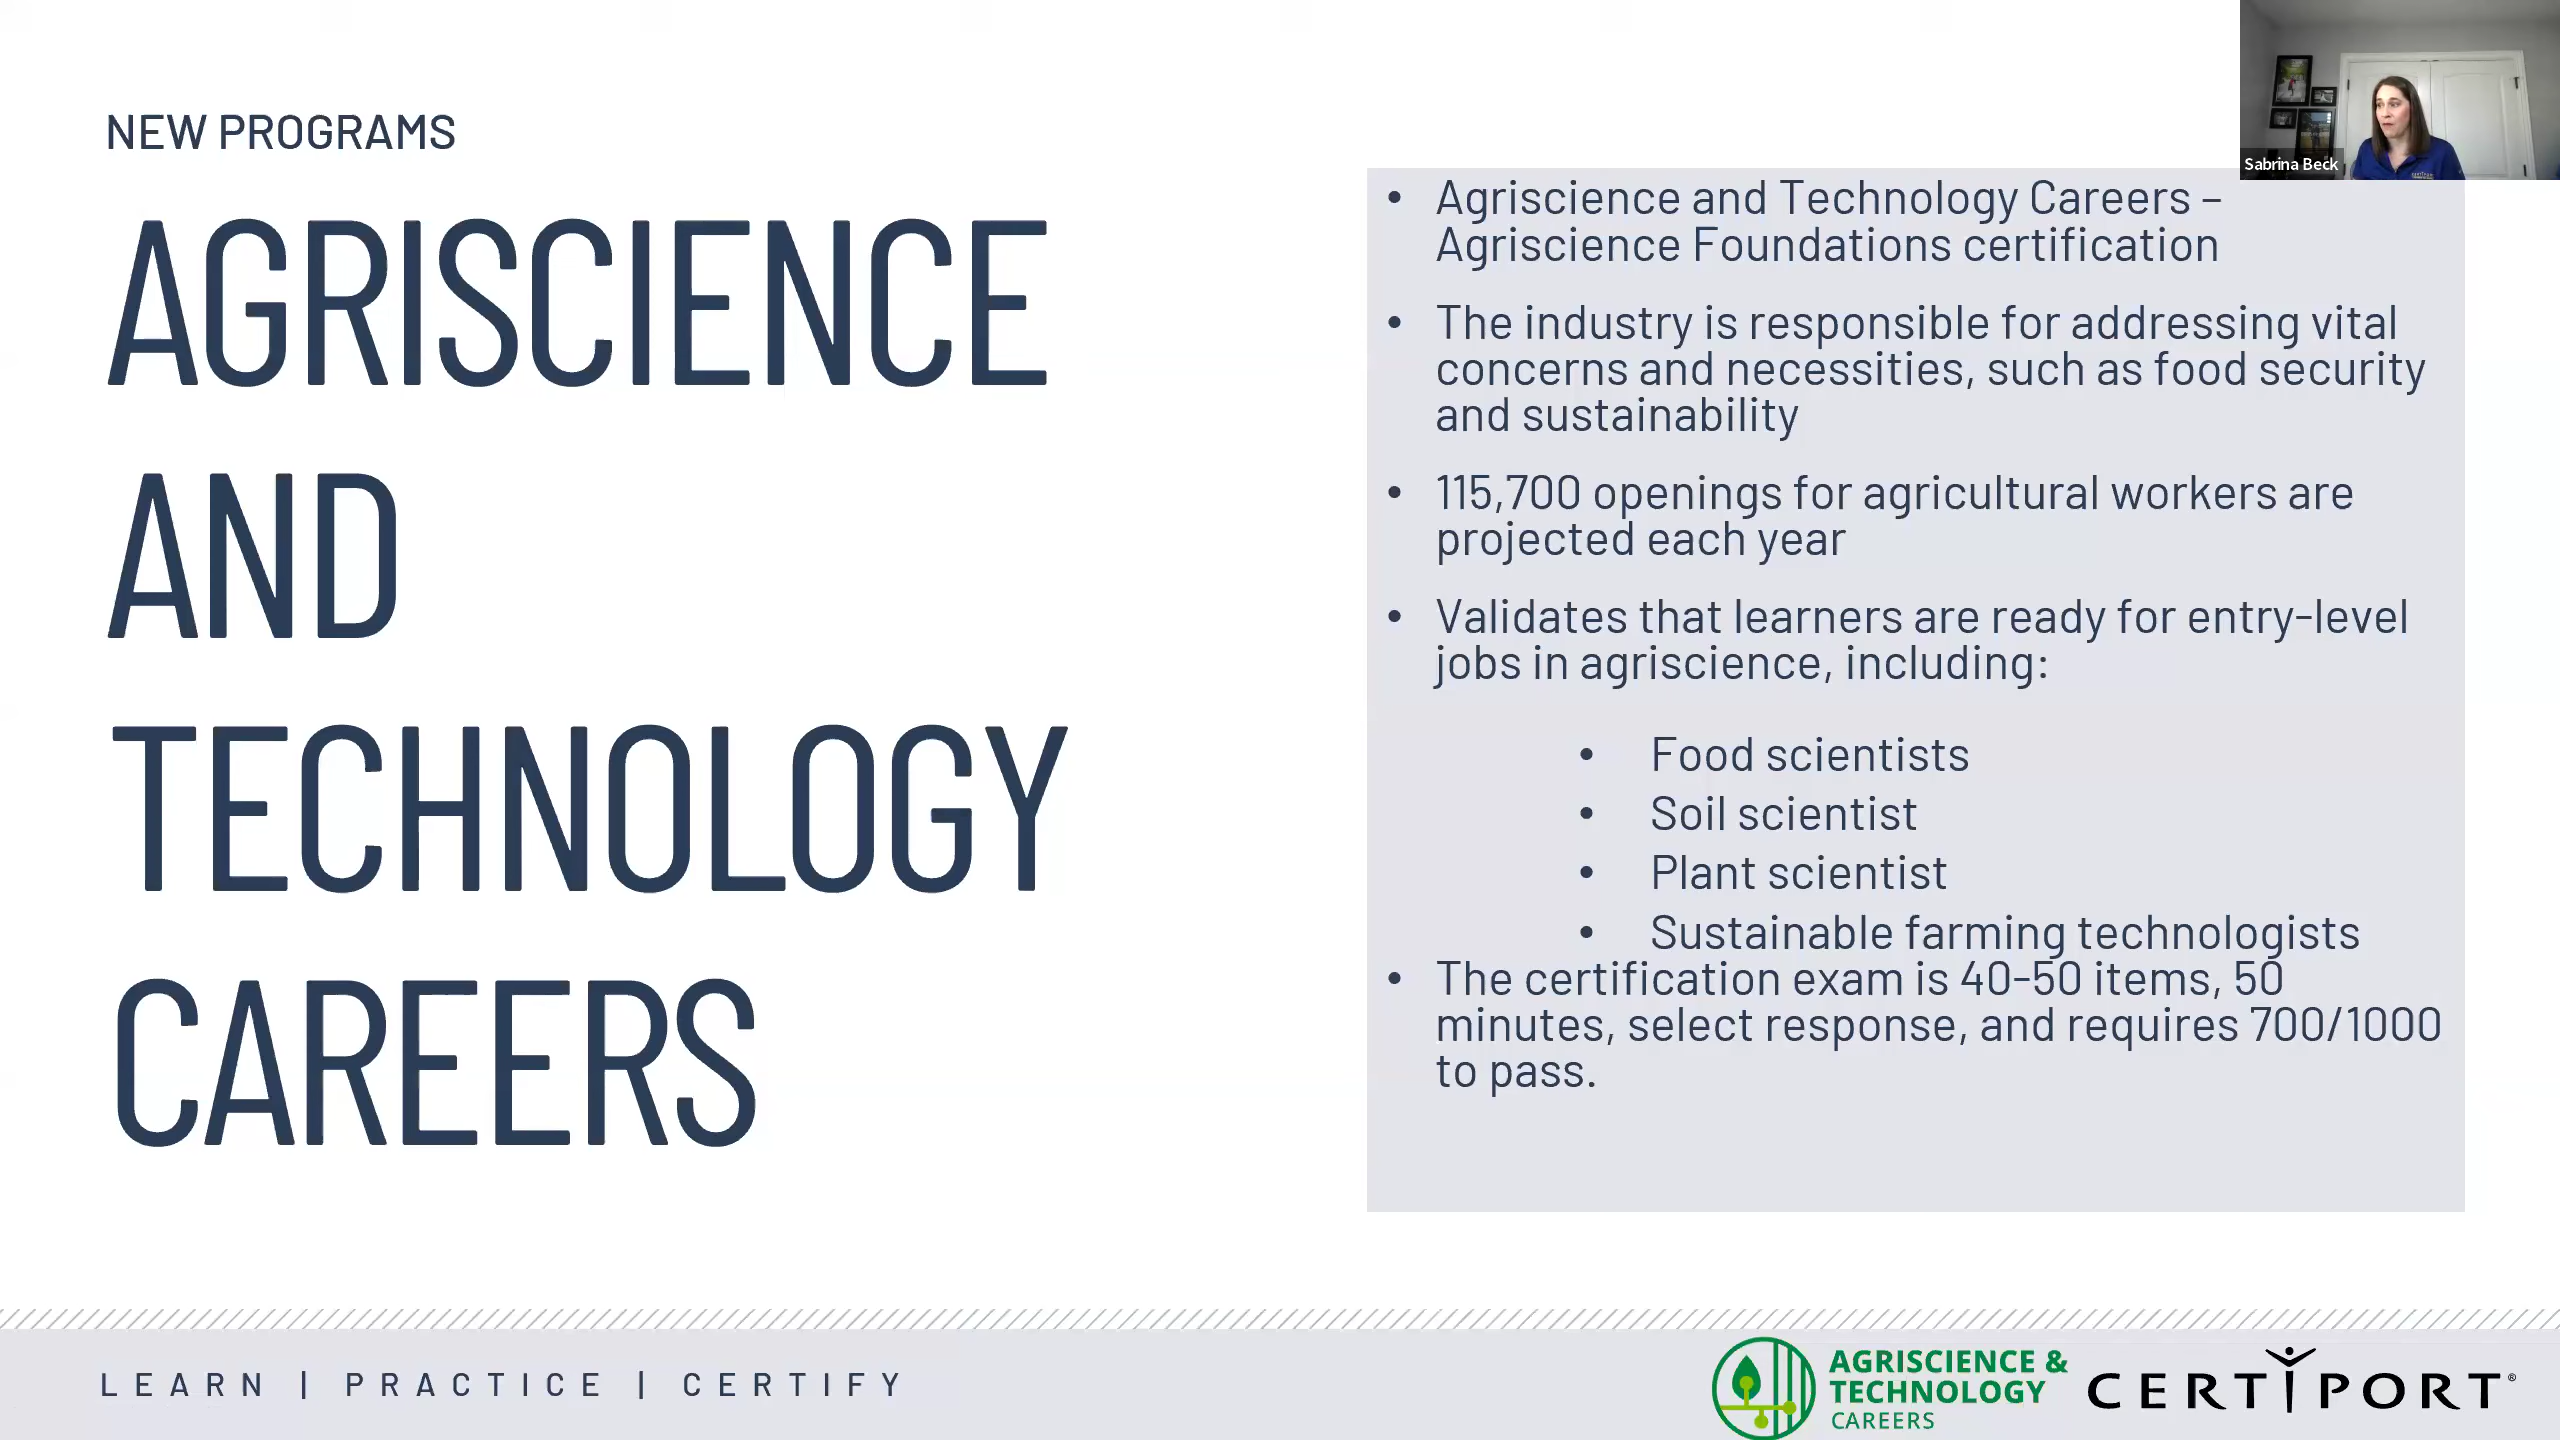 NEW PROGRAMS
AGRISCIENCE
AND
TECHNOLOGY
CAREERS
Sabrina Beck
• Agriscience and Technology Careers –
Agriscience Foundations certification
• The industry is responsible for addressing vital
concerns and necessities, such as food security
and sustainability
• 115,700 openings for agricultural workers are
projected each year
• Validates that learners are ready for entry-level
jobs in agriscience, including:
• Food scientists
• Soil scientist
• Plant scientist
• Sustainable farming technologists
• The certification exam is 40-50 items, 50
minutes, select response, and requires 700/1000
to pass.
LEARN | PRACTICE | CERTIFY
AGRISCIENCE &
TECHNOLOGY
CAREERS
CERTIPORT®